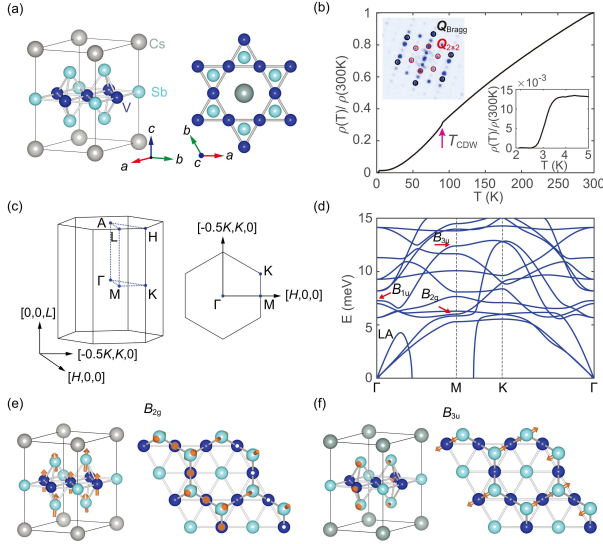 (a)
Cs
Sb
V
c
a
b
b
c
a
(b)
ρ(T)/ ρ(300K)
1
0.8
0.6
0.4
0.2
0
0
50
100
150
200
250
300
T (K)
Q_Bragg
Q_2x2
T_CDW
×10⁻³
ρ(T)/ρ(300K)
15
10
5
0
2
3
4
5
T (K)
(c)
A
L
H
Γ
M
K
[0,0,L]
[-0.5K,K,0]
[H,0,0]
[-0.5K,K,0]
K
Γ
M
[H,0,0]
(d)
E (meV)
15
10
5
0
B_3u
B_1u
B_2g
LA
Γ
M
K
Γ
(e)
B_2g
(f)
B_3u